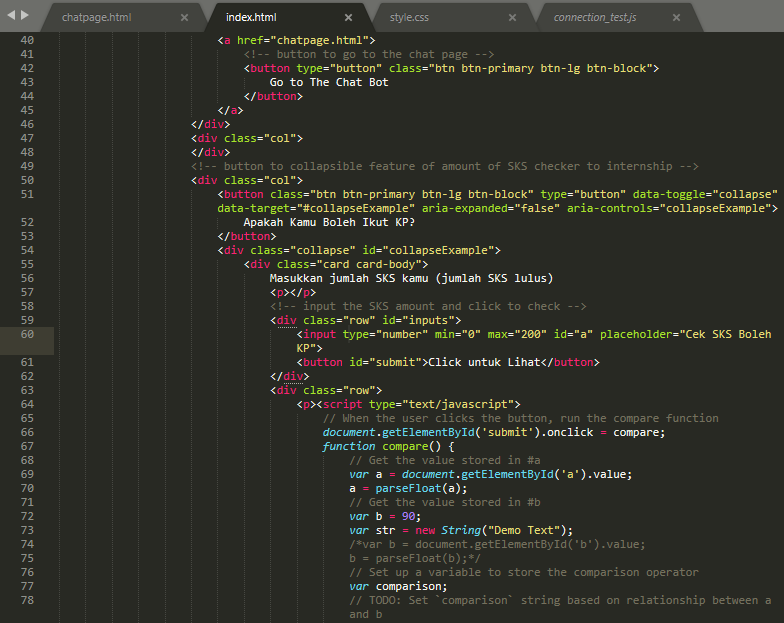 chatpage.html × index.html × style.css × connection_test.js ×
40 <a href="chatpage.html">
41 <!-- button to go to the chat page -->
42 <button type="button" class="btn btn-primary btn-lg btn-block">
43 Go to The Chat Bot
44 </button>
45 </a>
46 </div>
47 <div class="col">
48 </div>
49 <!-- button to collapsible feature of amount of SKS checker to internship -->
50 <div class="col">
51 <button class="btn btn-primary btn-lg btn-block" type="button" data-toggle="collapse"
data-target="#collapseExample" aria-expanded="false" aria-controls="collapseExample">
52 Apakah Kamu Boleh Ikut KP?
53 </button>
54 <div class="collapse" id="collapseExample">
55 <div class="card card-body">
56 Masukkan jumlah SKS kamu (jumlah SKS lulus)
57 <p></p>
58 <!-- input the SKS amount and click to check -->
59 <div class="row" id="inputs">
60 <input type="number" min="0" max="200" id="a" placeholder="Cek SKS Boleh
KP">
61 <button id="submit">Click untuk Lihat</button>
62 </div>
63 <div class="row">
64 <p><script type="text/javascript">
65 // When the user clicks the button, run the compare function
66 document.getElementById('submit').onclick = compare;
67 function compare() {
68 // Get the value stored in #a
69 var a = document.getElementById('a').value;
70 a = parseFloat(a);
71 // Get the value stored in #b
72 var b = 90;
73 var str = new String("Demo Text");
74 /*var b = document.getElementById('b').value;
75 b = parseFloat(b);*/
76 // Set up a variable to store the comparison operator
77 var comparison;
78 // TODO: Set `comparison` string based on relationship between a
and b